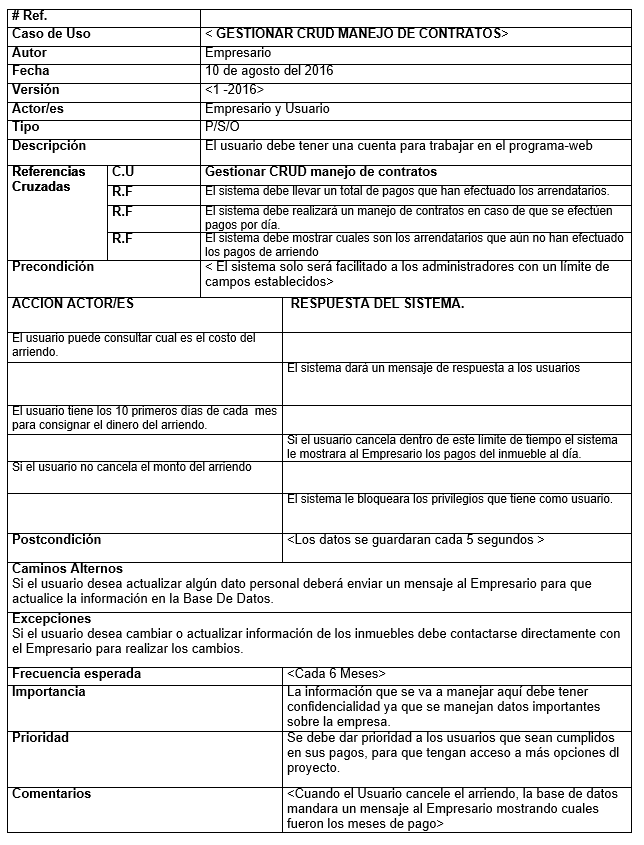 # Ref.
Caso de Uso < GESTIONAR CRUD MANEJO DE CONTRATOS>
Autor Empresario
Fecha 10 de agosto del 2016
Versión <1 -2016>
Actor/es Empresario y Usuario
Tipo P/S/O
Descripción El usuario debe tener una cuenta para trabajar en el programa-web
Referencias C.U Gestionar CRUD manejo de contratos
Cruzadas R.F El sistema debe llevar un total de pagos que han efectuado los arrendatarios.
R.F El sistema debe realizará un manejo de contratos en caso de que se efectúen
pagos por día.
R.F El sistema debe mostrar cuales son los arrendatarios que aún no han efectuado
los pagos de arriendo
Precondición < El sistema solo será facilitado a los administradores con un límite de
campos establecidos>
ACCION ACTOR/ES RESPUESTA DEL SISTEMA.
El usuario puede consultar cual es el costo del
arriendo.
El sistema dará un mensaje de respuesta a los usuarios
El usuario tiene los 10 primeros días de cada mes
para consignar el dinero del arriendo.
Si el usuario cancela dentro de este limite de tiempo el sistema
le mostrara al Empresario los pagos del inmueble al día.
Si el usuario no cancela el monto del arriendo
El sistema le bloqueara los privilegios que tiene como usuario.
Postcondición <Los datos se guardaran cada 5 segundos >
Caminos Alternos
Si el usuario desea actualizar algún dato personal deberá enviar un mensaje al Empresario para que
actualice la información en la Base De Datos.
Excepciones
Si el usuario desea cambiar o actualizar información de los inmuebles debe contactarse directamente con
el Empresario para realizar los cambios.
Frecuencia esperada <Cada 6 Meses>
Importancia La información que se va a manejar aquí debe tener
confidencialidad ya que se manejan datos importantes
sobre la empresa.
Prioridad Se debe dar prioridad a los usuarios que sean cumplidos
en sus pagos, para que tengan acceso a más opciones dl
proyecto.
Comentarios <Cuando el Usuario cancele el arriendo, la base de datos
mandara un mensaje al Empresario mostrando cuales
fueron los meses de pago>